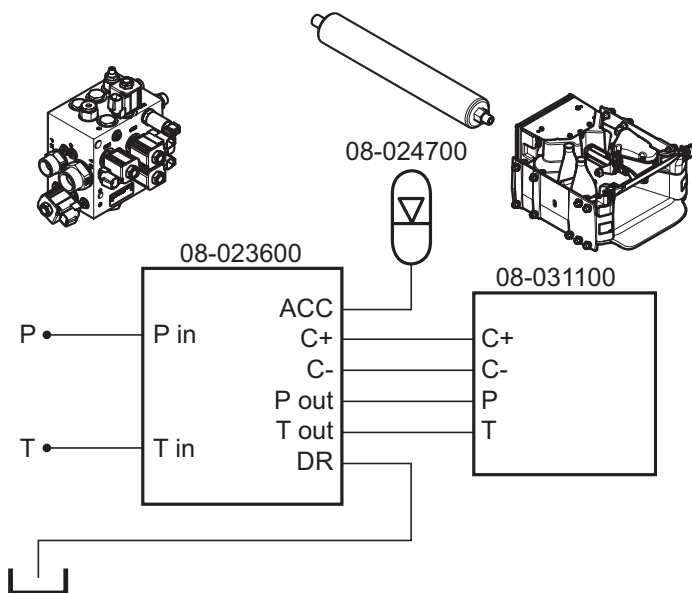 08-024700
08-023600
08-031100
ACC
P
P in
C+
C+
C-
C-
P out
P
T
T in
T out
T
DR